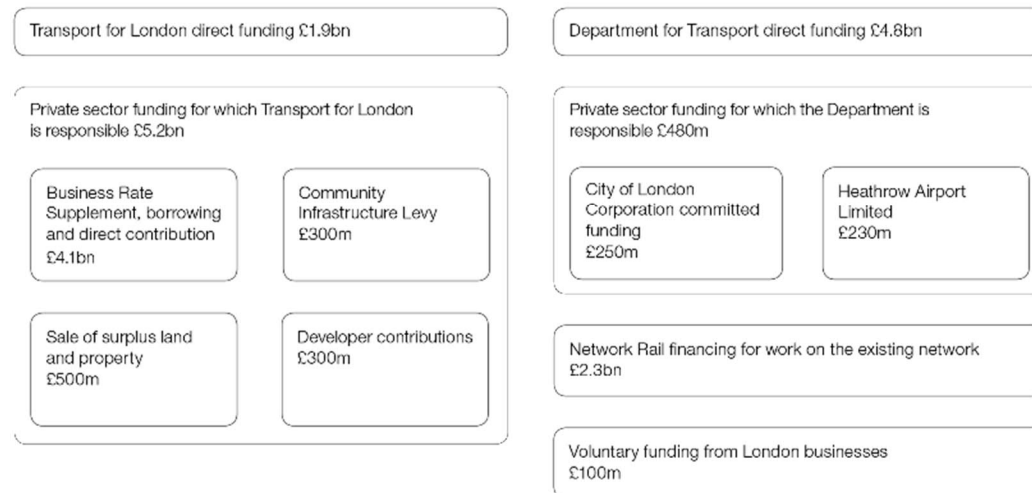 Transport for London direct funding £1.9bn
Private sector funding for which Transport for London
is responsible £5.2bn
Business Rate
Supplement, borrowing
and direct contribution
£4.1bn
Community
Infrastructure Levy
£300m
Sale of surplus land
and property
£500m
Developer contributions
£300m
Department for Transport direct funding £4.8bn
Private sector funding for which the Department is
responsible £480m
City of London
Corporation committed
funding
£250m
Heathrow Airport
Limited
£230m
Network Rail financing for work on the existing network
£2.3bn
Voluntary funding from London businesses
£100m